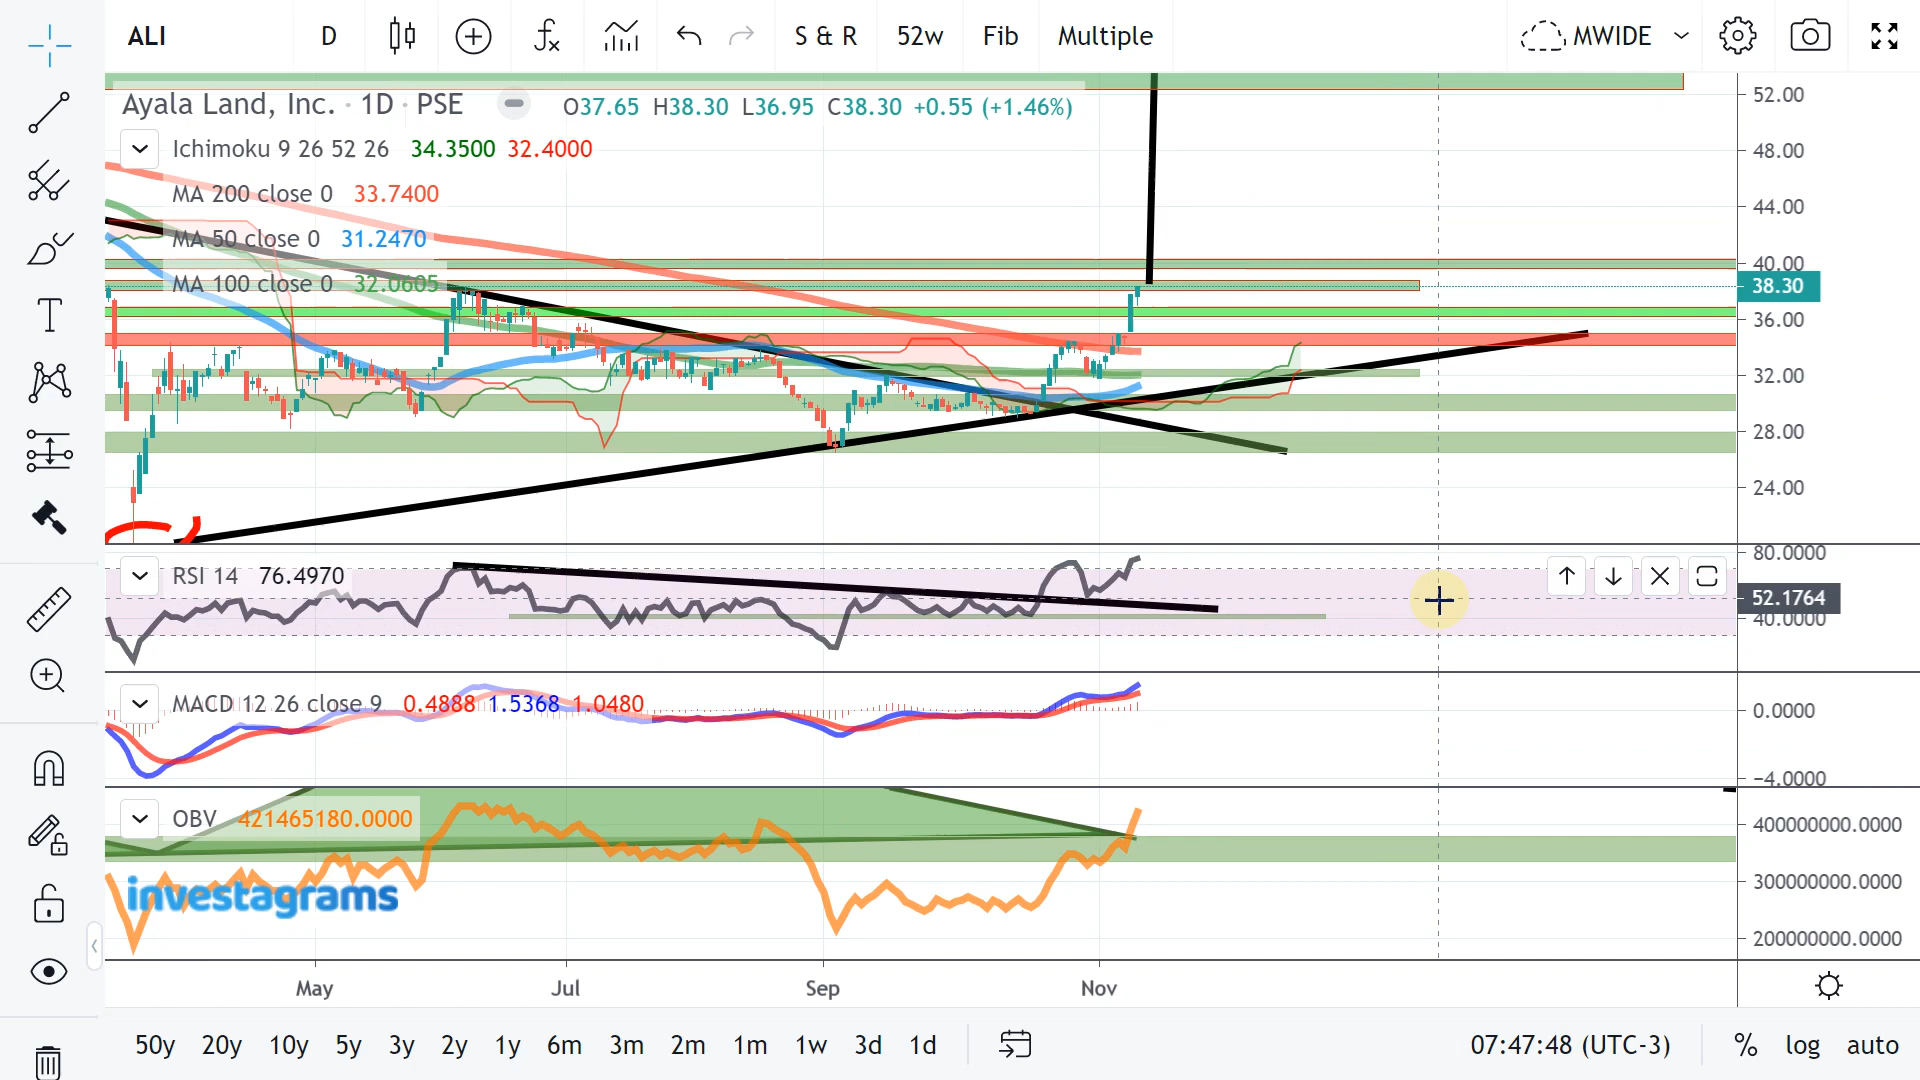 ALI D S & R 52w Fib Multiple MWIDE
Ayala Land, Inc. · 1D · PSE O37.65 H38.30 L36.95 C38.30 +0.55 (+1.46%)
Ichimoku 9 26 52 26 34.3500 32.4000
MA 200 close 0 33.7400
MA 50 close 0 31.2470
MA 100 close 0 32.0605
52.00
48.00
44.00
40.00
38.30
36.00
32.00
28.00
24.00
RSI 14 76.4970
80.0000
52.1764
40.0000
MACD 12 26 close 9 0.4888 1.5368 1.0480
0.0000
−4.0000
OBV 421465180.0000
400000000.0000
300000000.0000
200000000.0000
investagrams
May Jul Sep Nov
50y 20y 10y 5y 3y 2y 1y 6m 3m 2m 1m 1w 3d 1d 07:47:48 (UTC-3) % log auto